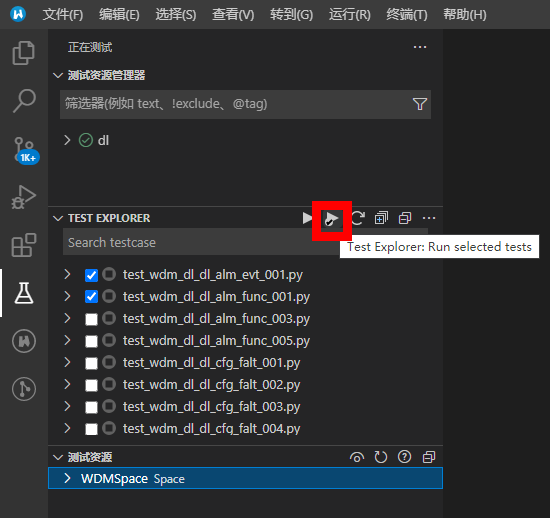 文件(F) 编辑(E) 选择(S) 查看(V) 转到(G) 运行(R) 终端(T) 帮助(H)
正在测试
测试资源管理器
筛选器(例如 text、!exclude、@tag)
dl
1K+
TEST EXPLORER
Search testcase
Test Explorer: Run selected tests
test_wdm_dl_dl_alm_evt_001.py
test_wdm_dl_dl_alm_func_001.py
test_wdm_dl_dl_alm_func_003.py
test_wdm_dl_dl_alm_func_005.py
test_wdm_dl_dl_cfg_falt_001.py
test_wdm_dl_dl_cfg_falt_002.py
test_wdm_dl_dl_cfg_falt_003.py
test_wdm_dl_dl_cfg_falt_004.py
测试资源
WDMSpace Space